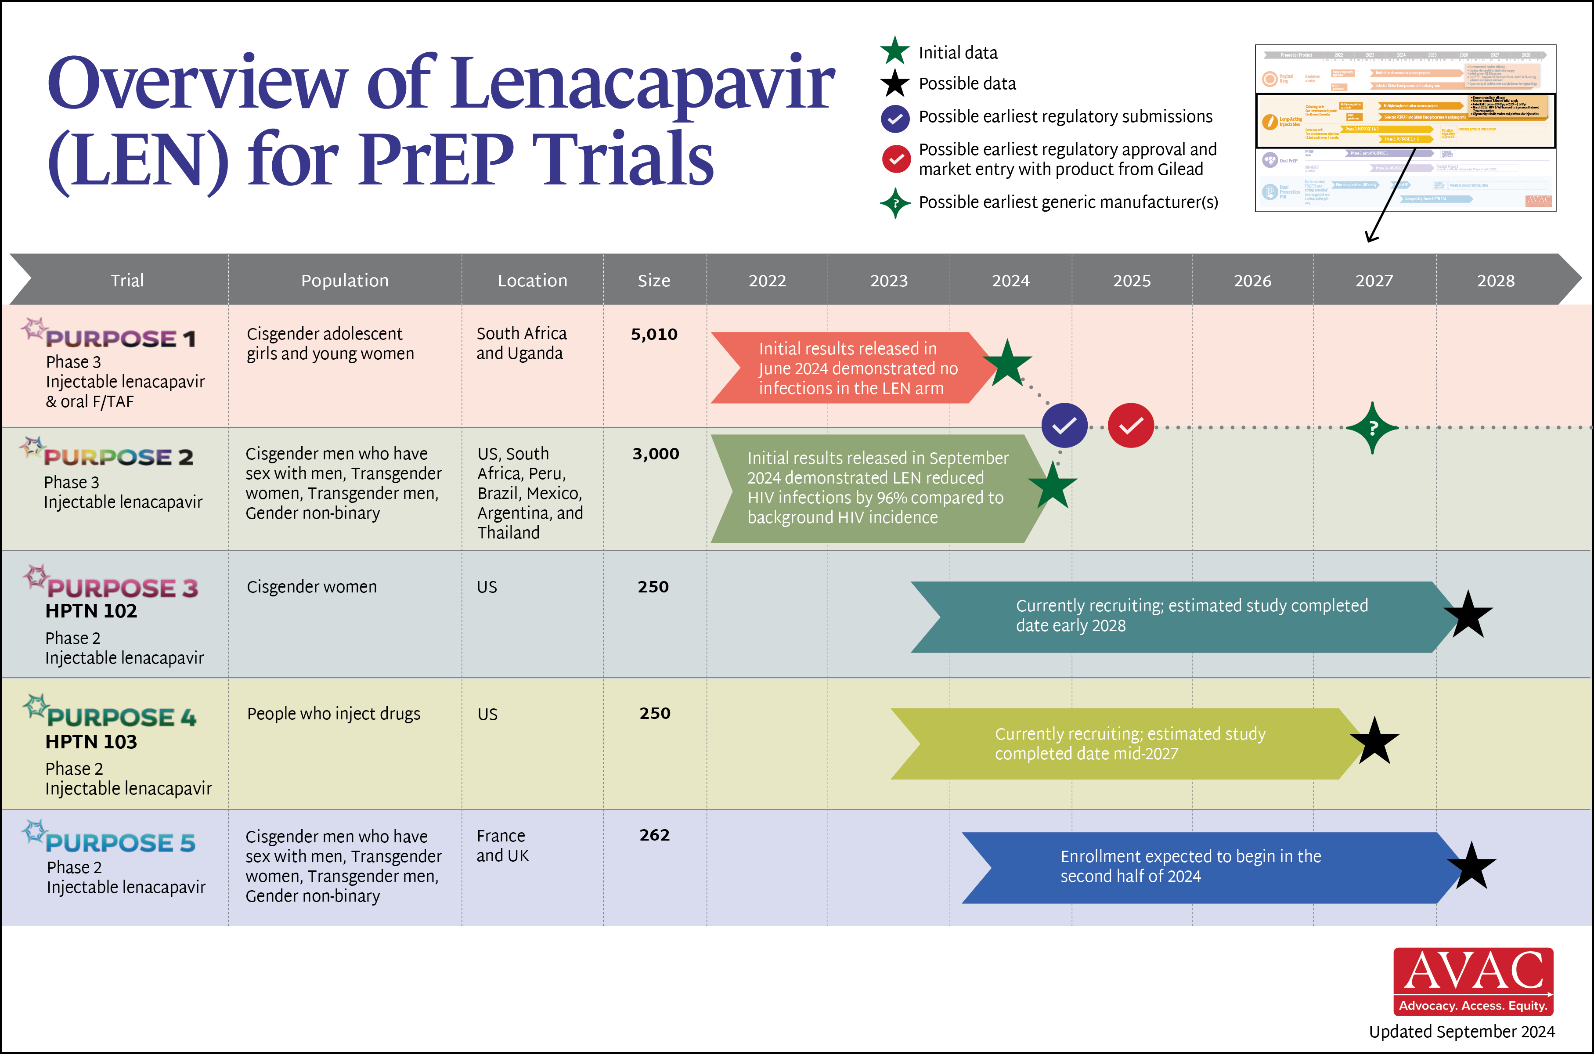 Overview of Lenacapavir
(LEN) for PrEP Trials
Initial data
Possible data
Possible earliest regulatory submissions
Possible earliest regulatory approval and
market entry with product from Gilead
?
Possible earliest generic manufacturer(s)
Trial
Population
Location
Size
2022
2023
2024
2025
2026
2027
2028
PURPOSE 1
Phase 3
Injectable lenacapavir
& oral F/TAF
Cisgender adolescent
girls and young women
South Africa
and Uganda
5,010
Initial results released in
June 2024 demonstrated no
infections in the LEN arm
?
PURPOSE 2
Phase 3
Injectable lenacapavir
Cisgender men who have
sex with men, Transgender
women, Transgender men,
Gender non-binary
US, South
Africa, Peru,
Brazil, Mexico,
Argentina, and
Thailand
3,000
Initial results released in September
2024 demonstrated LEN reduced
HIV infections by 96% compared to
background HIV incidence
PURPOSE 3
HPTN 102
Phase 2
Injectable lenacapavir
Cisgender women
US
250
Currently recruiting; estimated study completed
date early 2028
PURPOSE 4
HPTN 103
Phase 2
Injectable lenacapavir
People who inject drugs
US
250
Currently recruiting; estimated study
completed date mid-2027
PURPOSE 5
Phase 2
Injectable lenacapavir
Cisgender men who have
sex with men, Transgender
women, Transgender men,
Gender non-binary
France
and UK
262
Enrollment expected to begin in the
second half of 2024
AVAC
Advocacy. Access. Equity.
Updated September 2024